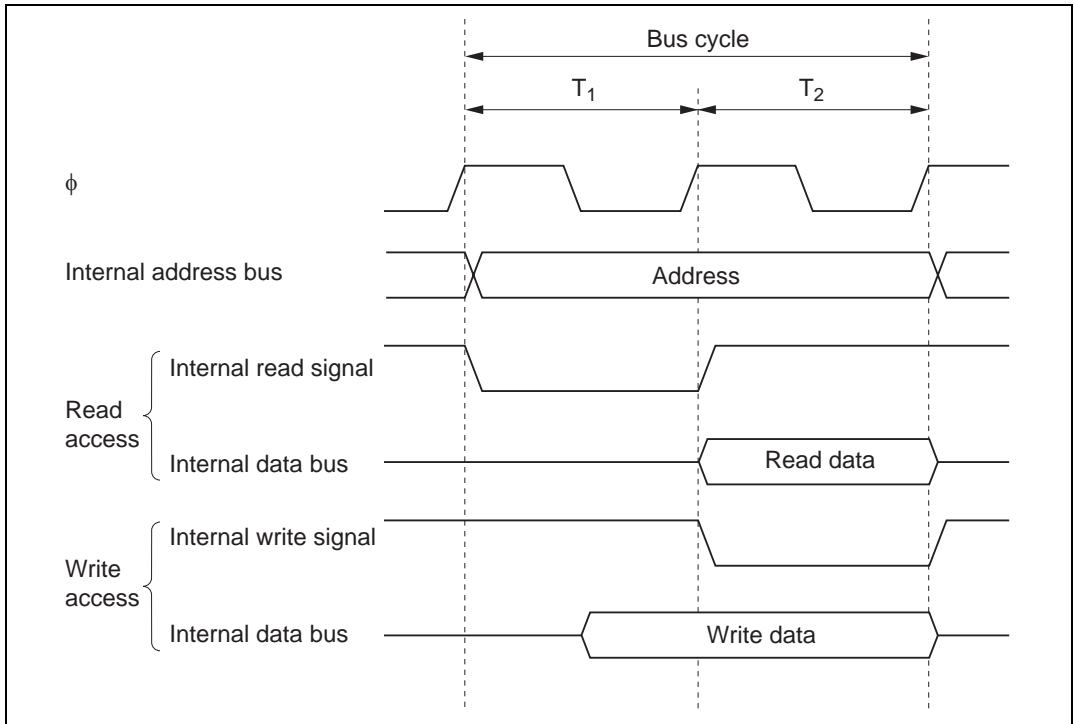 Bus cycle
T1 T2
ϕ
Internal address bus Address
Internal read signal
Read
access
Internal data bus Read data
Internal write signal
Write
access
Internal data bus Write data